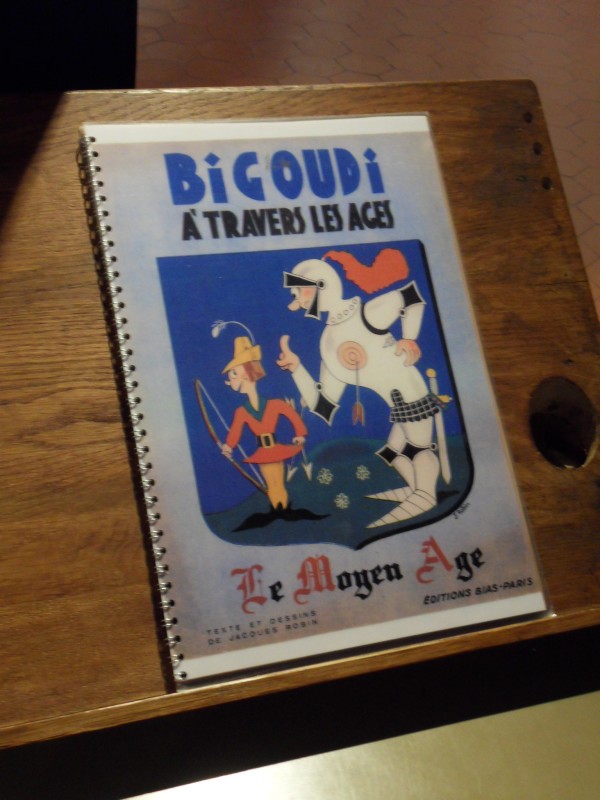 BiGOUDi
À TRAVERS LES AGES
Le Moyen Age
ÉDITIONS BIAS-PARIS
TEXTE ET DESSINS
DE JACQUES ROBIN